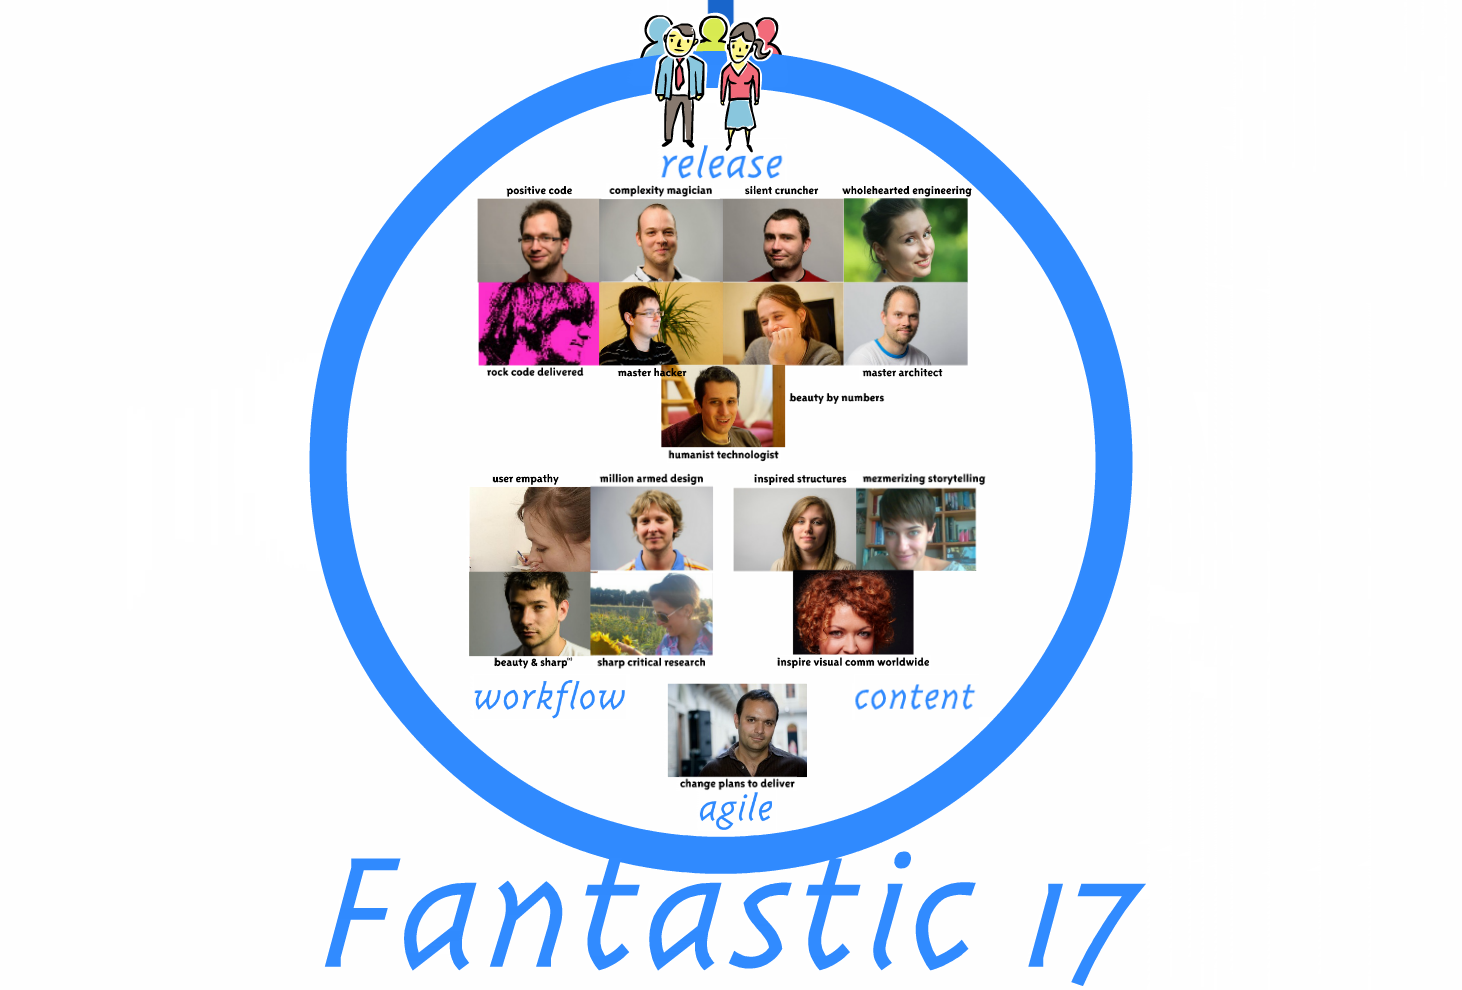 release
positive code
complexity magician
silent cruncher
wholehearted engineering
rock code delivered
master hacker
master architect
beauty by numbers
humanist technologist
user empathy
million armed design
inspired structures
mezmerizing storytelling
beauty & sharp
sharp critical research
inspire visual comm worldwide
workflow
content
change plans to deliver
agile
Fantastic 17